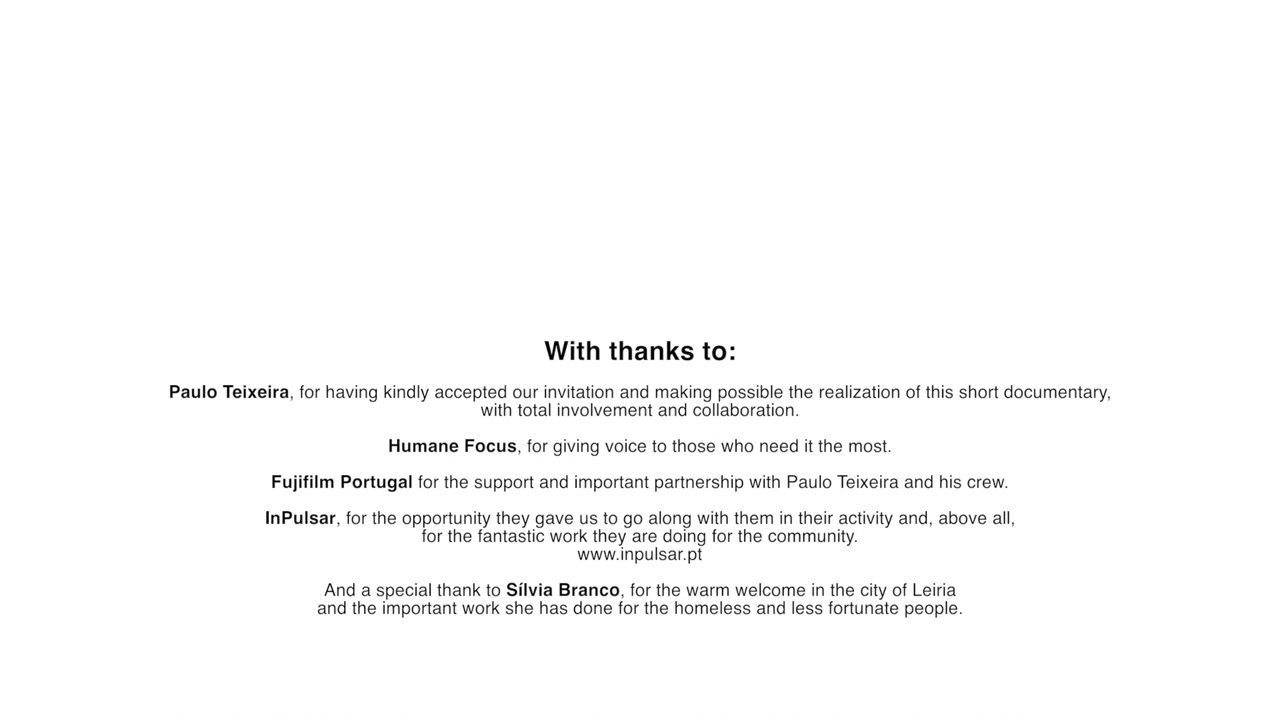 With thanks to:
Paulo Teixeira, for having kindly accepted our invitation and making possible the realization of this short documentary,
with total involvement and collaboration.
Humane Focus, for giving voice to those who need it the most.
Fujifilm Portugal for the support and important partnership with Paulo Teixeira and his crew.
InPulsar, for the opportunity they gave us to go along with them in their activity and, above all,
for the fantastic work they are doing for the community.
www.inpulsar.pt
And a special thank to Sílvia Branco, for the warm welcome in the city of Leiria
and the important work she has done for the homeless and less fortunate people.